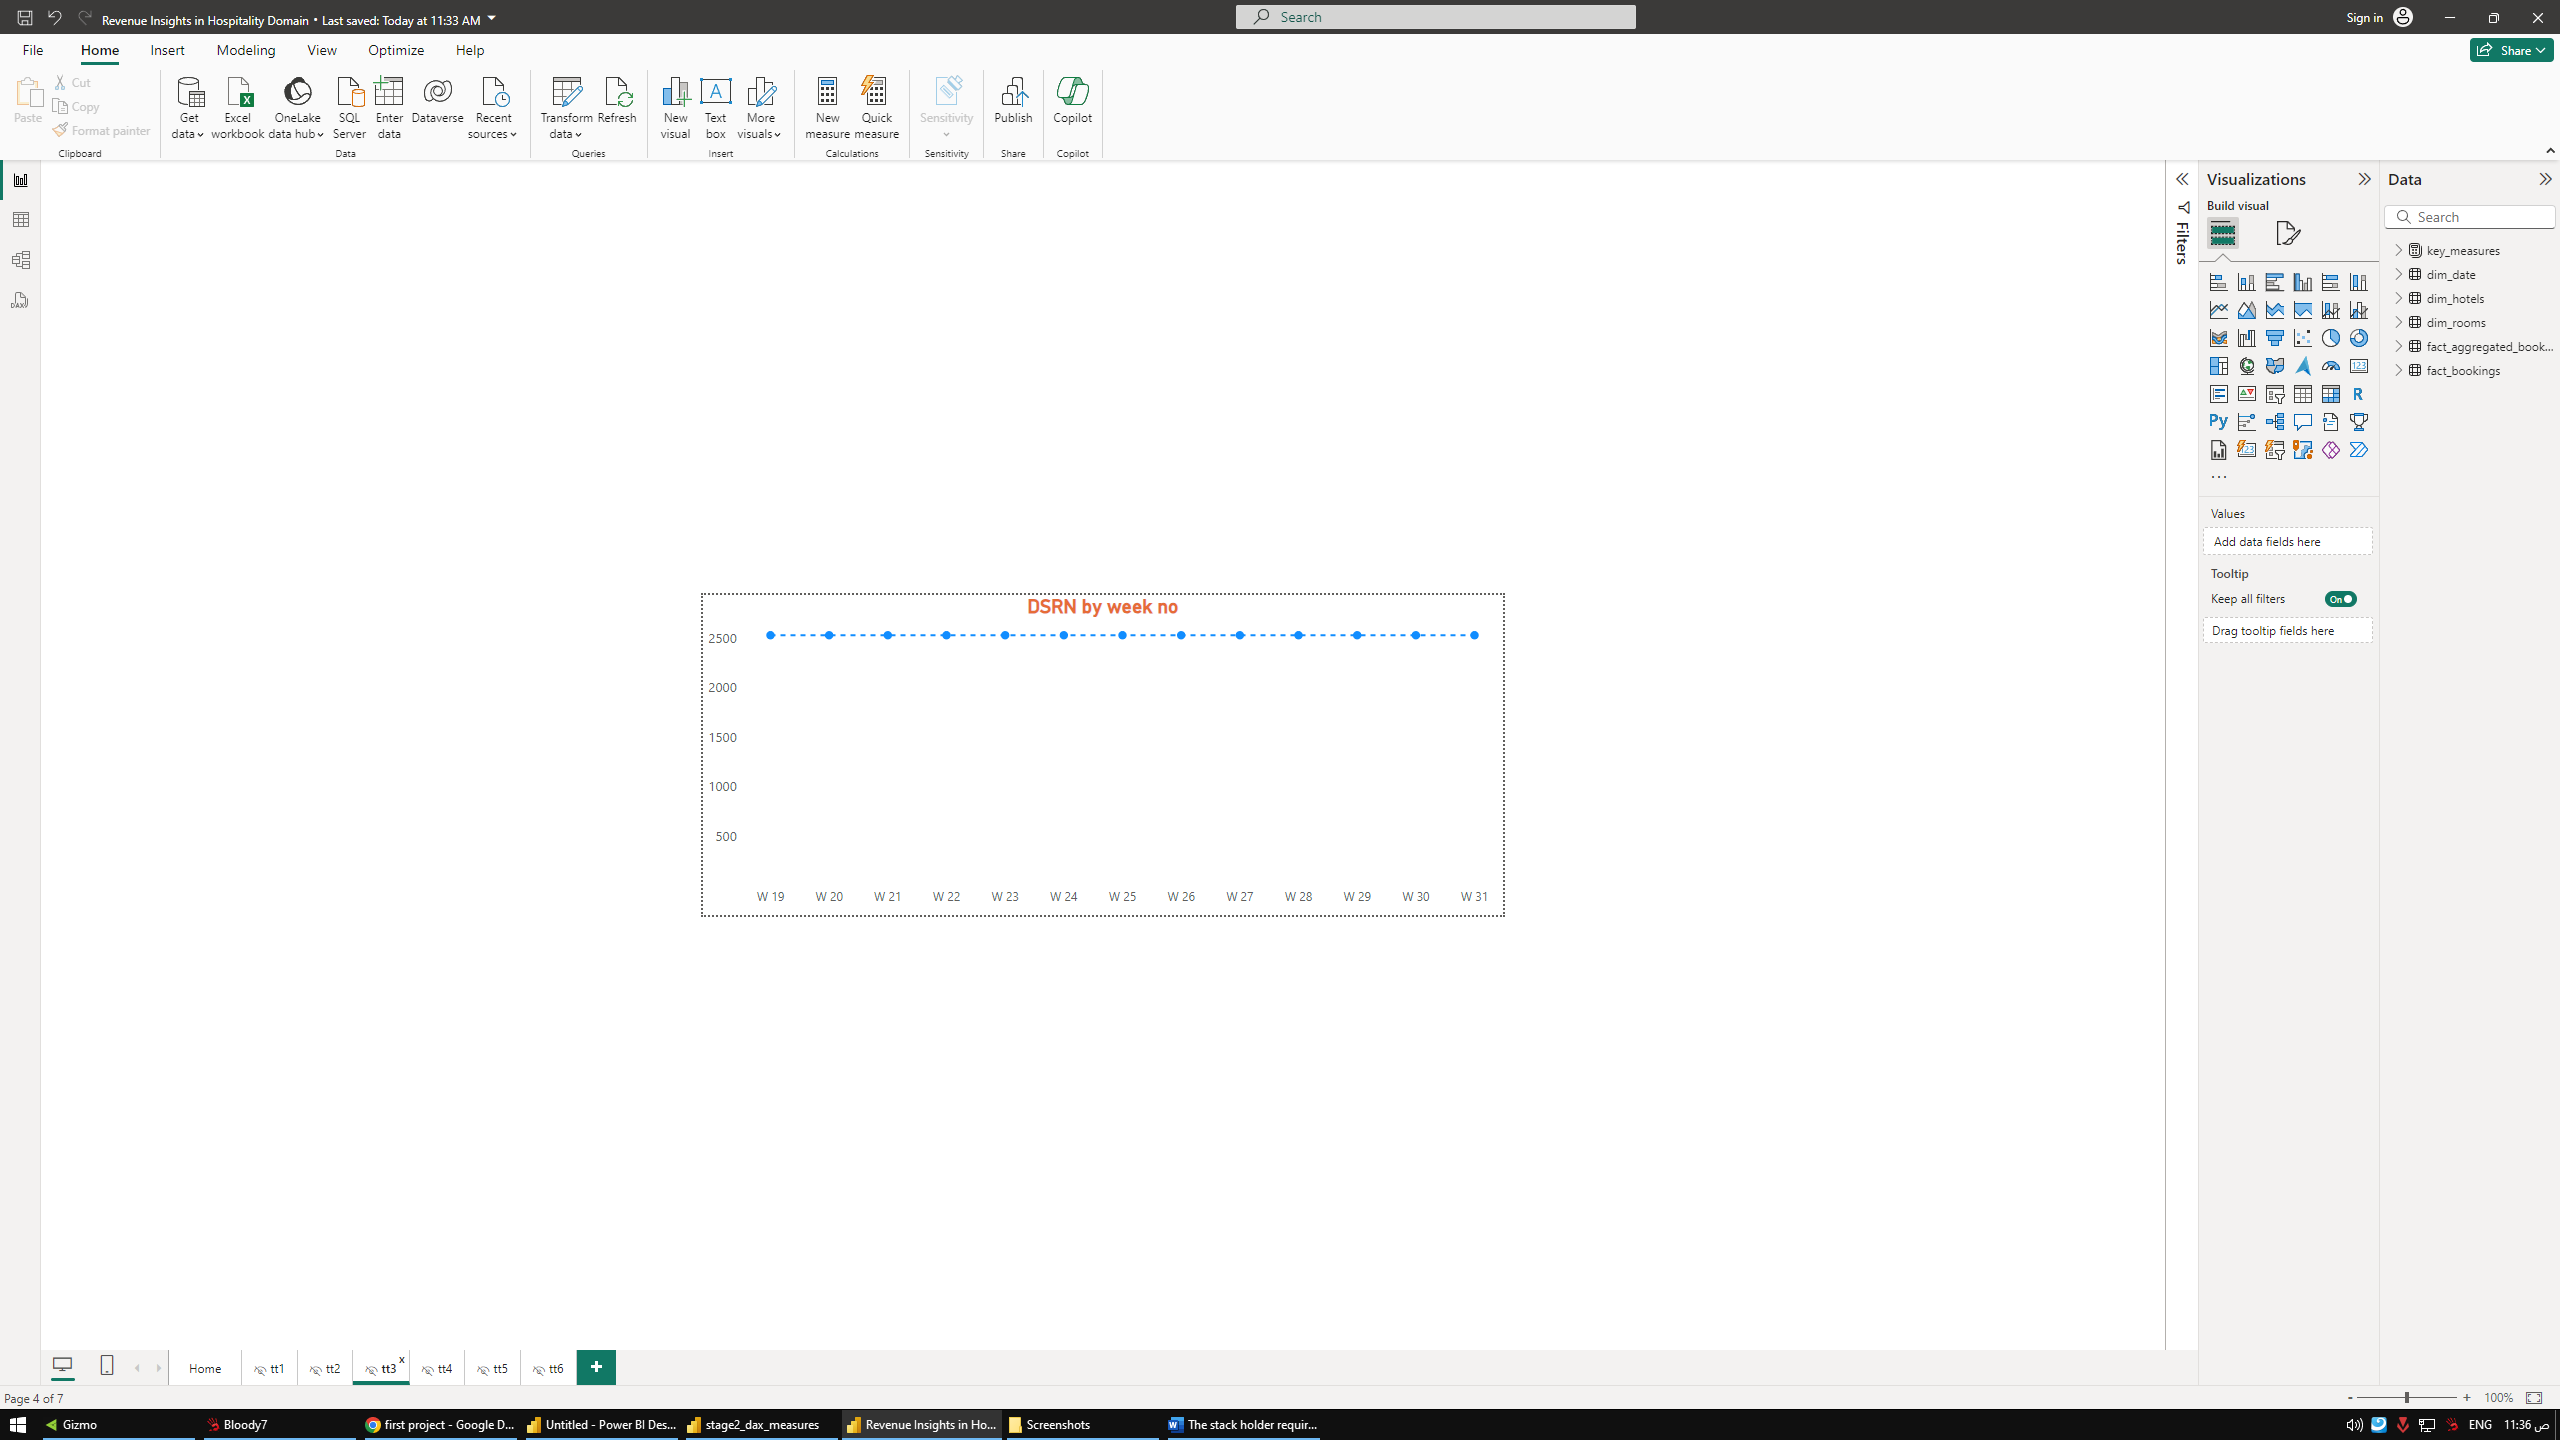 Revenue Insights in Hospitality Domain • Last saved: Today at 11:33 AM
Search
Sign in
File Home Insert Modeling View Optimize Help
Share
Paste
Cut
Copy
Format painter
Clipboard
Get data
Excel workbook
OneLake data hub
SQL Server
Enter data
Dataverse
Recent sources
Data
Transform data
Refresh
Queries
New visual
Text box
More visuals
Insert
New measure
Quick measure
Calculations
Sensitivity
Sensitivity
Publish
Share
Copilot
Copilot
DAX
DSRN by week no
2500
2000
1500
1000
500
W 19 W 20 W 21 W 22 W 23 W 24 W 25 W 26 W 27 W 28 W 29 W 30 W 31
Filters
Visualizations
Build visual
123
R
Py
123
Values
Add data fields here
Tooltip
Keep all filters
On
Drag tooltip fields here
Data
Search
key_measures
dim_date
dim_hotels
dim_rooms
fact_aggregated_book...
fact_bookings
Home tt1 tt2 tt3 x tt4 tt5 tt6 +
Page 4 of 7
- + 100%
Gizmo
Bloody7
first project - Google D...
Untitled - Power BI Des...
stage2_dax_measures
Revenue Insights in Ho...
Screenshots
The stack holder requir...
ENG
11:36 ص